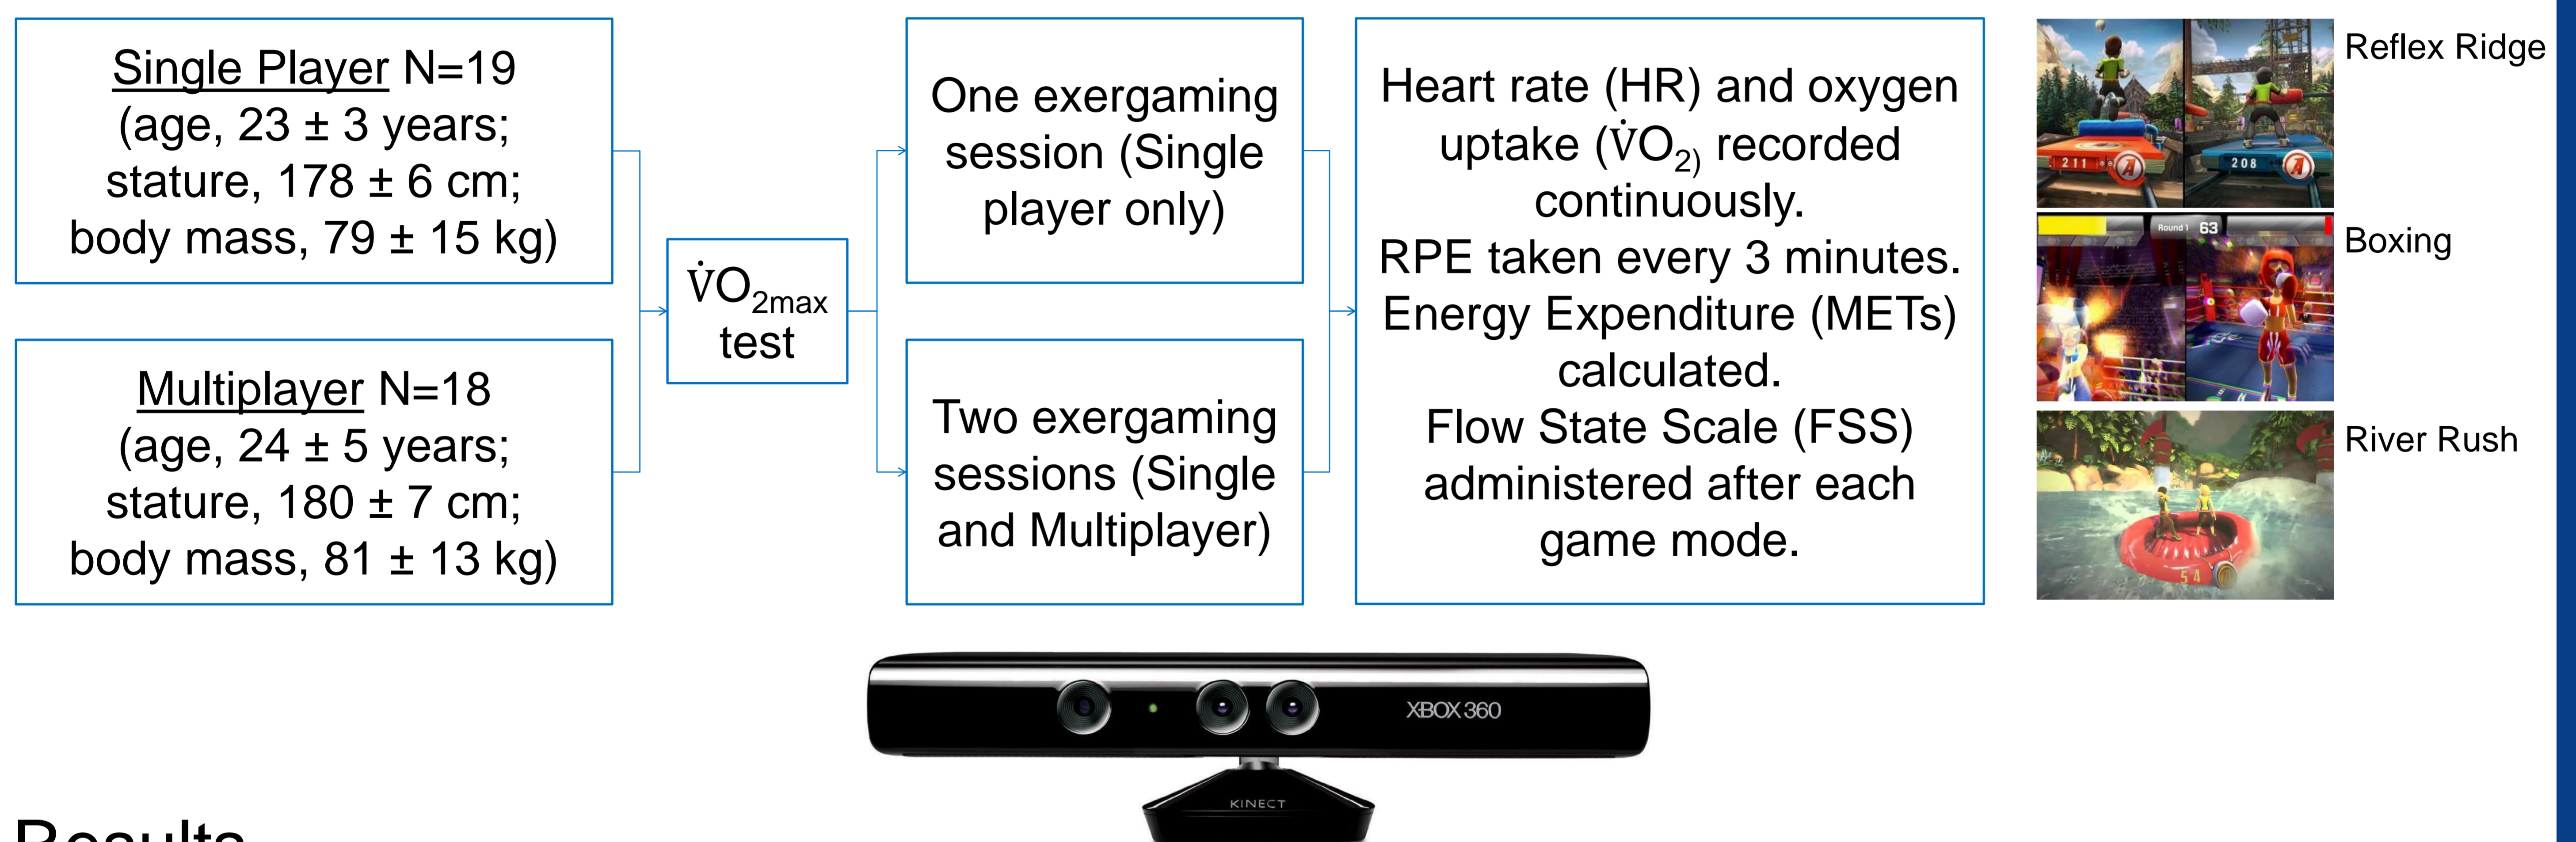 Single Player N=19
(age, 23 ± 3 years;
stature, 178 ± 6 cm;
body mass, 79 ± 15 kg)
Multiplayer N=18
(age, 24 ± 5 years;
stature, 180 ± 7 cm;
body mass, 81 ± 13 kg)
V̇O2max
test
One exergaming
session (Single
player only)
Two exergaming
sessions (Single
and Multiplayer)
Heart rate (HR) and oxygen
uptake (V̇O2) recorded
continuously.
RPE taken every 3 minutes.
Energy Expenditure (METs)
calculated.
Flow State Scale (FSS)
administered after each
game mode.
211
208
Reflex Ridge
Round 1 63
Boxing
54
River Rush
XBOX 360
KINECT
Results